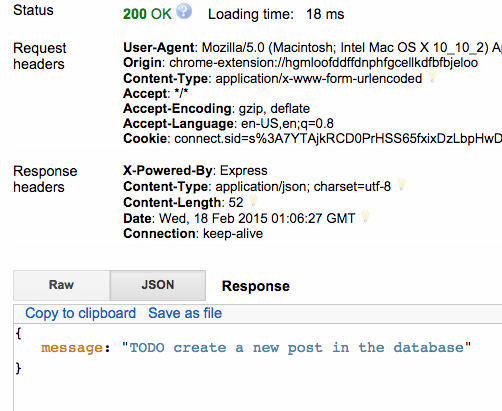 Status 200 OK Loading time: 18 ms
Request headers
User-Agent: Mozilla/5.0 (Macintosh; Intel Mac OS X 10_10_2)
Origin: chrome-extension://hgmloofddffdnphfgcellkdfbfbjeloo
Content-Type: application/x-www-form-urlencoded
Accept: */*
Accept-Encoding: gzip, deflate
Accept-Language: en-US,en;q=0.8
Cookie: connect.sid=s%3A7YTAjkRCD0PrHSS65fxixDzLbpHwD
Response headers
X-Powered-By: Express
Content-Type: application/json; charset=utf-8
Content-Length: 52
Date: Wed, 18 Feb 2015 01:06:27 GMT
Connection: keep-alive
Raw JSON Response
Copy to clipboard Save as file
{
message: "TODO create a new post in the database"
}